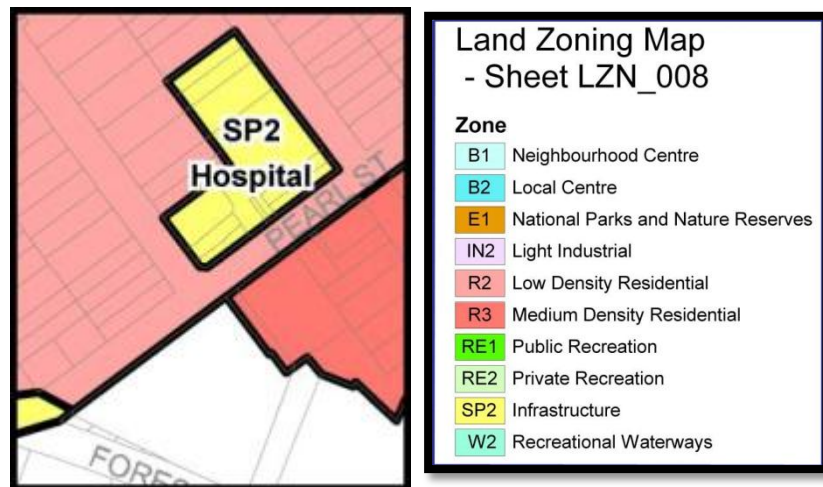 SP2
Hospital
PEARL ST
Land Zoning Map
- Sheet LZN_008
Zone
B1 Neighbourhood Centre
B2 Local Centre
E1 National Parks and Nature Reserves
IN2 Light Industrial
R2 Low Density Residential
R3 Medium Density Residential
RE1 Public Recreation
RE2 Private Recreation
SP2 Infrastructure
W2 Recreational Waterways